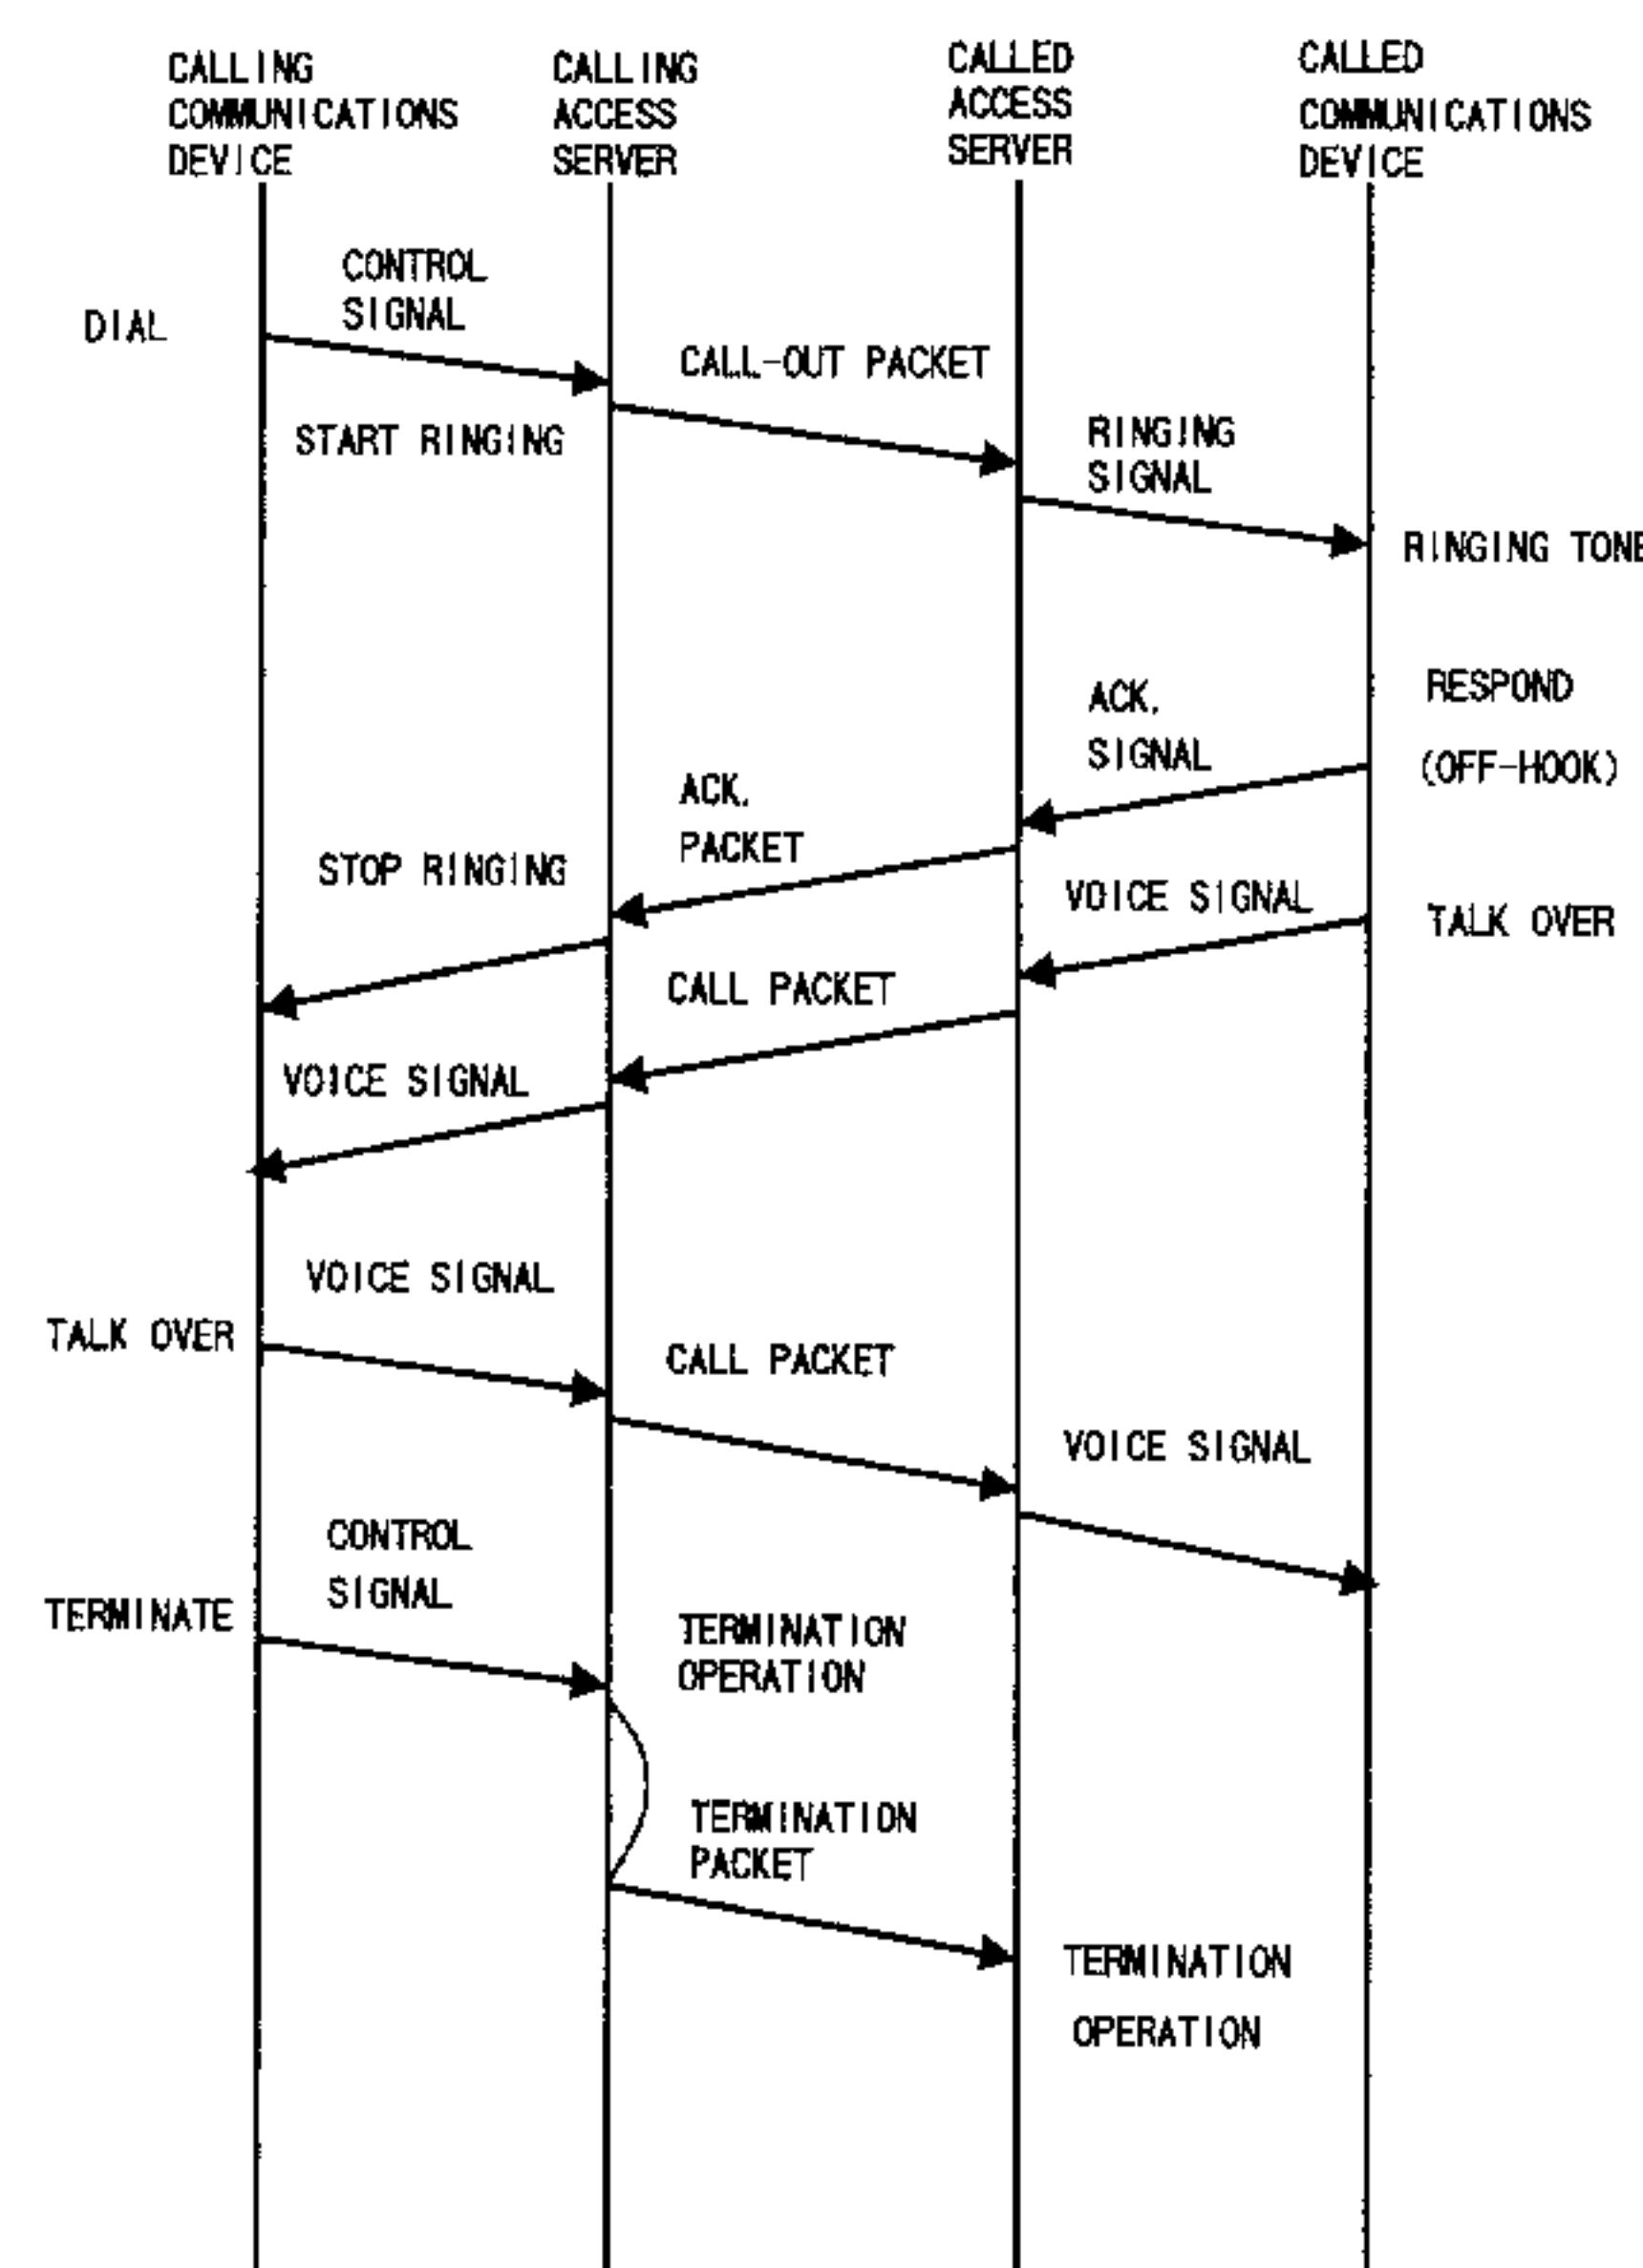 CALLING
COMMUNICATIONS
DEVICE
CALLING
ACCESS
SERVER
CALLED
ACCESS
SERVER
CALLED
COMMUNICATIONS
DEVICE
CONTROL
SIGNAL
DIAL
CALL-OUT PACKET
START RINGING
RINGING
SIGNAL
RINGING TONE
RESPOND
(OFF-HOOK)
ACK.
SIGNAL
ACK.
PACKET
STOP RINGING
VOICE SIGNAL
TALK OVER
CALL PACKET
VOICE SIGNAL
VOICE SIGNAL
TALK OVER
CALL PACKET
VOICE SIGNAL
CONTROL
SIGNAL
TERMINATE
TERMINATION
OPERATION
TERMINATION
PACKET
TERMINATION
OPERATION